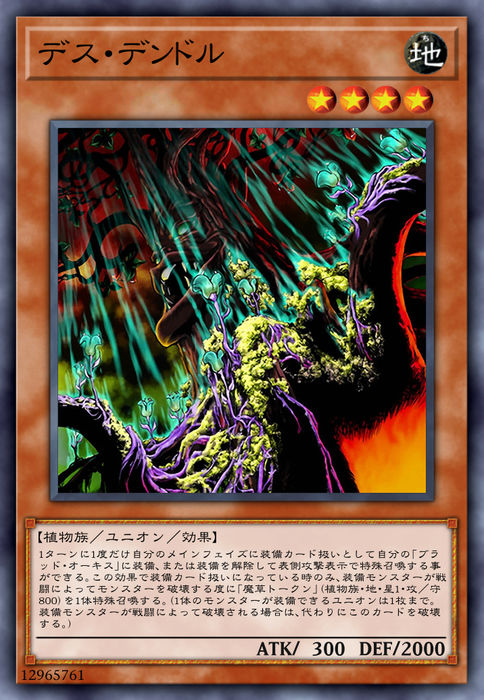 デス・デンドル
ち
地
【植物族／ユニオン／効果】
1ターンに1度だけ自分のメインフェイズに装備カード扱いとして自分の「ブラ
ッド・オーキス」に装備、または装備を解除して表側攻撃表示で特殊召喚する事
ができる。この効果で装備カード扱いになっている時のみ、装備モンスターが戦
闘によってモンスターを破壊する度に「魔草トークン」(植物族・地・星1・攻／守
800)を1体特殊召喚する。(1体のモンスターが装備できるユニオンは1枚まで。
装備モンスターが戦闘によって破壊される場合は、代わりにこのカードを破壊
する。)
ATK/ 300 DEF/2000
12965761